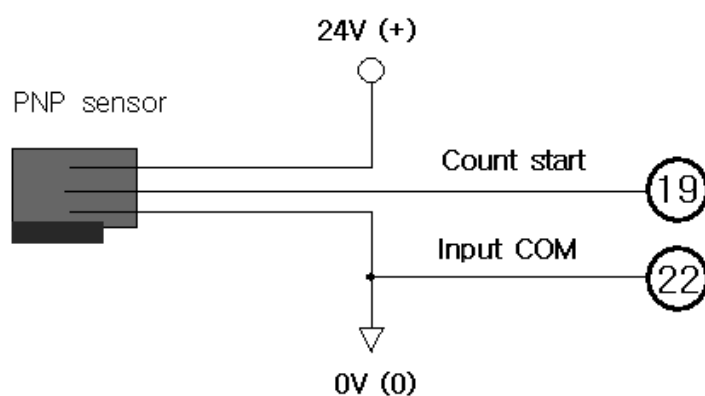 24V (+)
PNP sensor
Count start
19
Input COM
22
0V (0)